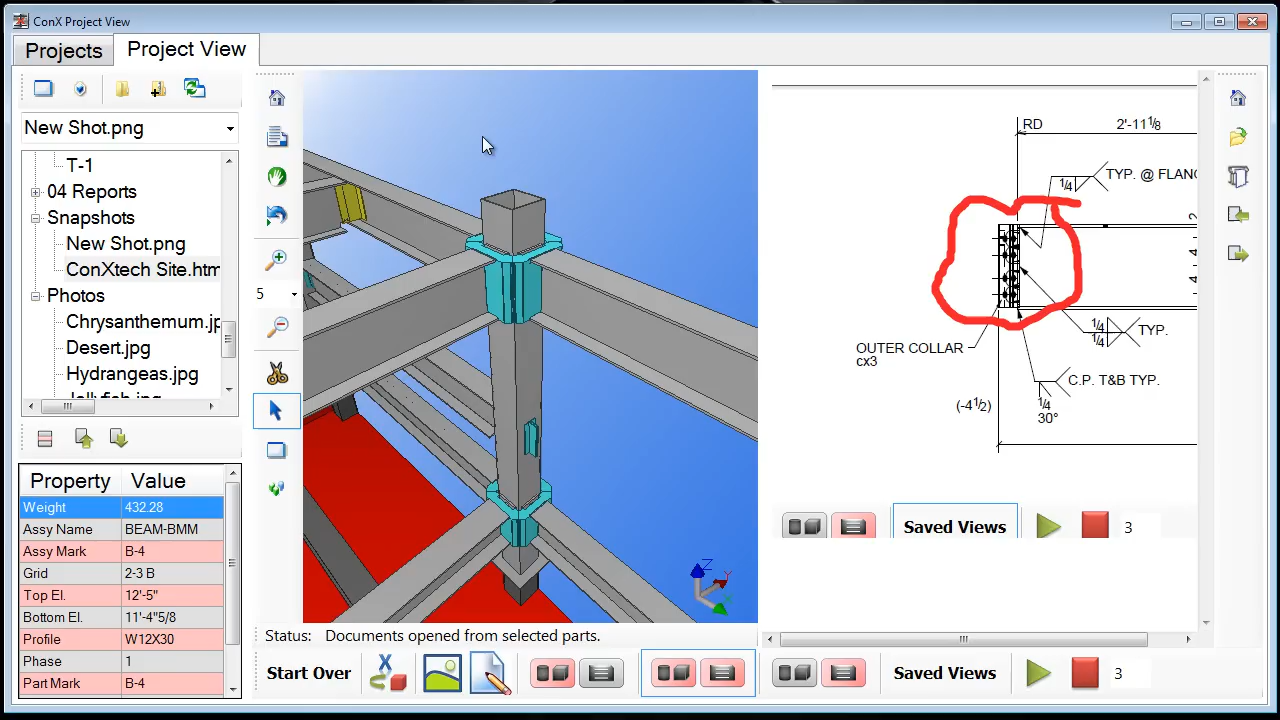 ConX Project View
Projects
Project View
New Shot.png
T-1
04 Reports
Snapshots
New Shot.png
ConXtech Site.htm
Photos
Chrysanthemum.jp
Desert.jpg
Hydrangeas.jpg
Jellyfish.jpg
Property Value
Weight 432.28
Assy Name BEAM-BMM
Assy Mark B-4
Grid 2-3 B
Top El. 12'-5"
Bottom El. 11'-4"5/8
Profile W12X30
Phase 1
Part Mark B-4
5
Z
Y
X
Status: Documents opened from selected parts.
RD 2'-11 1/8
1/4 TYP. @ FLANG
2
4
4
1/4
1/4 TYP.
OUTER COLLAR
cx3
C.P. T&B TYP.
1/4
30°
(-4 1/2)
Saved Views 3
Start Over
Saved Views 3